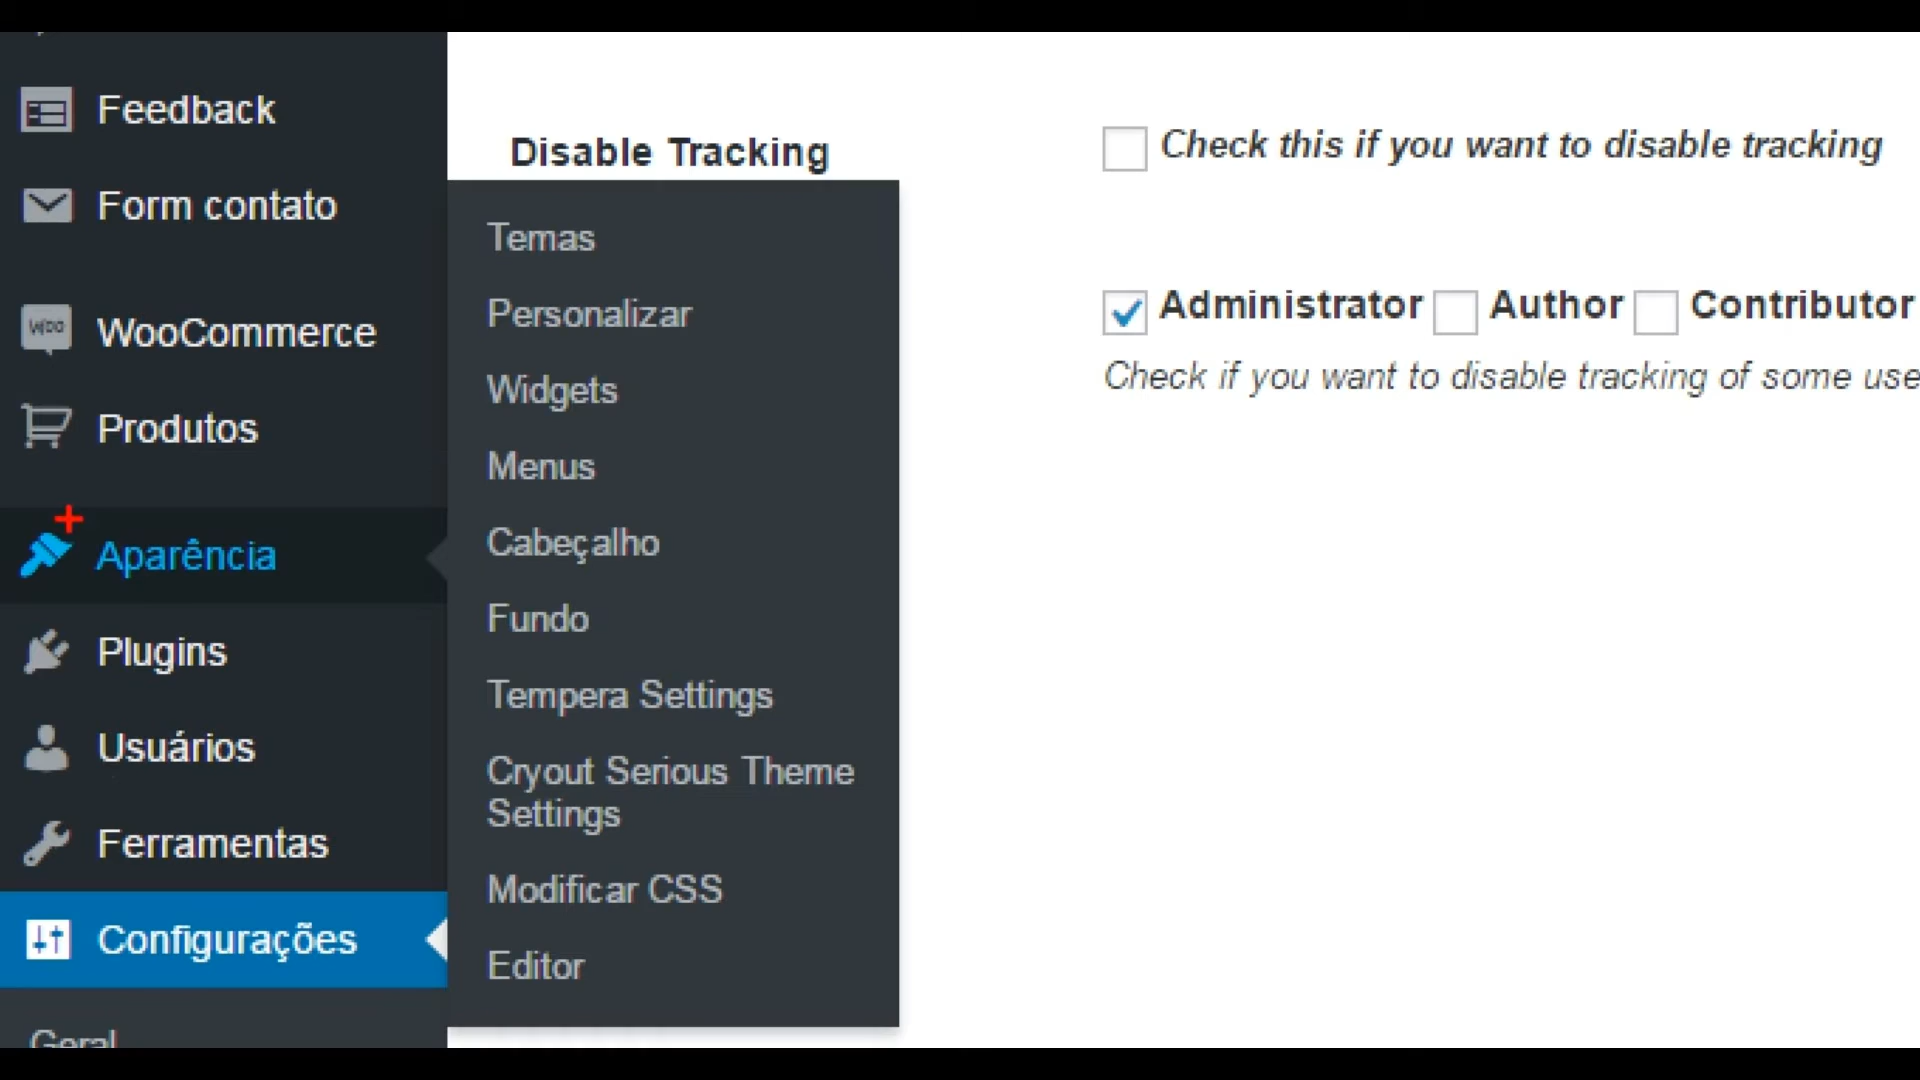 Feedback
Form contato
Woo
WooCommerce
Produtos
Aparência
Plugins
Usuários
Ferramentas
Configurações
Geral
Temas
Personalizar
Widgets
Menus
Cabeçalho
Fundo
Tempera Settings
Cryout Serious Theme
Settings
Modificar CSS
Editor
Disable Tracking
Check this if you want to disable tracking
Administrator Author Contributor
Check if you want to disable tracking of some use